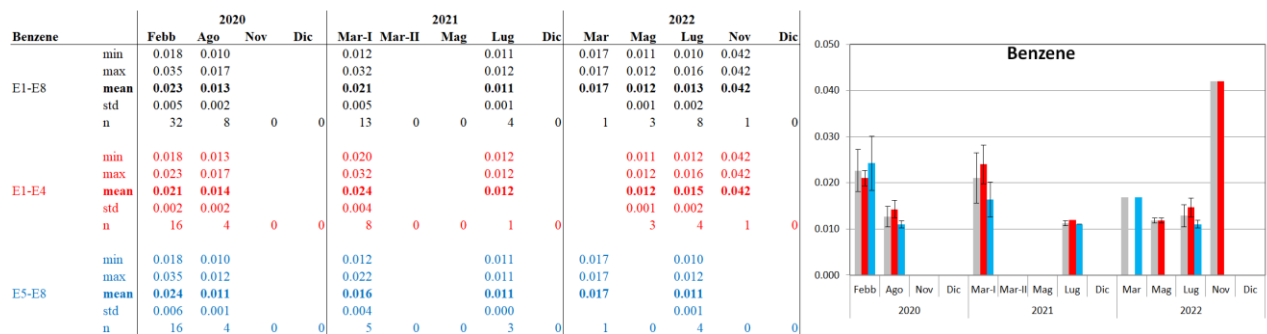 2020 2021 2022
Benzene Febb Ago Nov Dic Mar-I Mar-II Mag Lug Dic Mar Mag Lug Nov Dic
min 0.018 0.010 0.012 0.011 0.017 0.011 0.010 0.042
max 0.035 0.017 0.032 0.012 0.017 0.012 0.016 0.042
E1-E8 mean 0.023 0.013 0.021 0.011 0.017 0.012 0.013 0.042
std 0.005 0.002 0.005 0.001 0.001 0.002
n 32 8 0 0 13 0 0 4 0 1 3 8 1 0
min 0.018 0.013 0.020 0.012 0.011 0.012 0.042
max 0.023 0.017 0.032 0.012 0.012 0.016 0.042
E1-E4 mean 0.021 0.014 0.024 0.012 0.012 0.015 0.042
std 0.002 0.002 0.004 0.001 0.002
n 16 4 0 0 8 0 0 1 0 3 4 1 0
min 0.018 0.010 0.012 0.011 0.017 0.010
max 0.035 0.012 0.022 0.011 0.017 0.012
E5-E8 mean 0.024 0.011 0.016 0.011 0.017 0.011
std 0.006 0.001 0.004 0.000 0.001
n 16 4 0 0 5 0 0 3 0 1 0 4 0 0
Benzene
0.050
0.040
0.030
0.020
0.010
0.000
Febb Ago Nov Dic Mar-I Mar-II Mag Lug Dic Mar Mag Lug Nov Dic
2020 2021 2022